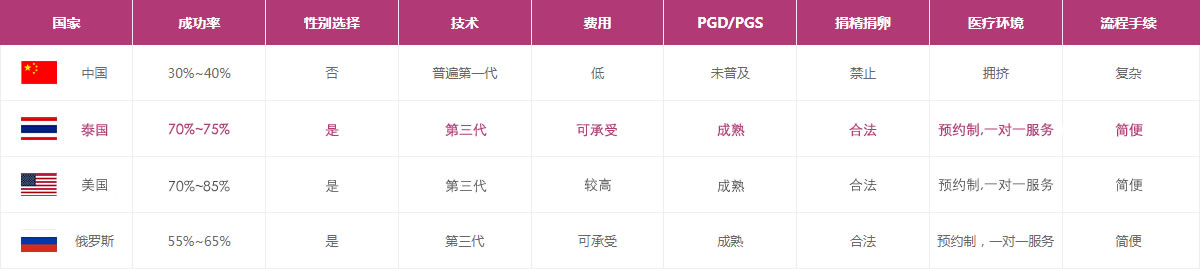 国家 成功率 性别选择 技术 费用 PGD/PGS 捐精捐卵 医疗环境 流程手续
中国 30%~40% 否 普遍第一代 低 未普及 禁止 拥挤 复杂
泰国 70%~75% 是 第三代 可承受 成熟 合法 预约制,一对一服务 简便
美国 70%~85% 是 第三代 较高 成熟 合法 预约制,一对一服务 简便
俄罗斯 55%~65% 是 第三代 可承受 成熟 合法 预约制，一对一服务 简便